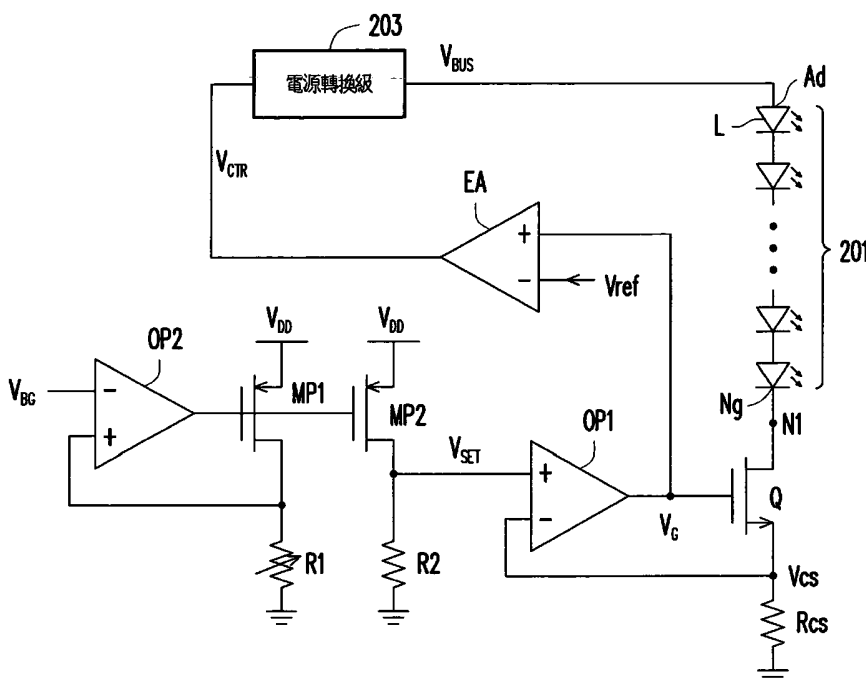 203
電源轉換級
V_BUS
Ad
L
V_CTR
EA
+
-
Vref
201
V_DD
V_DD
OP2
V_BG
-
+
MP1
MP2
Ng
N1
OP1
V_SET
+
-
Q
V_G
R1
R2
Vcs
Rcs